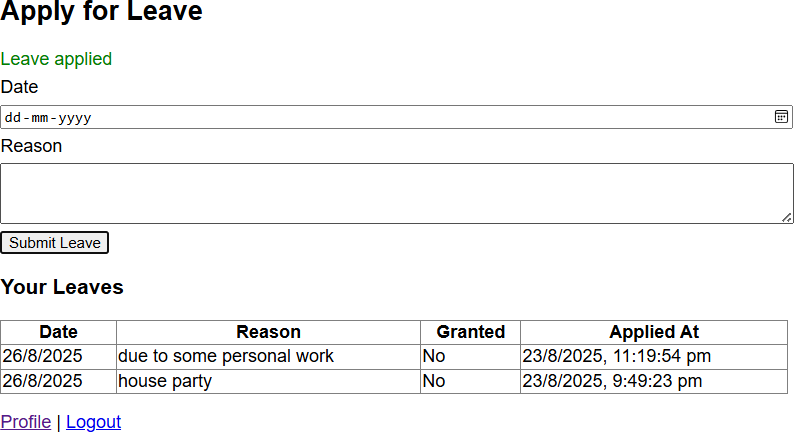 Apply for Leave
Leave applied
Date
dd-mm-yyyy
Reason
Submit Leave
Your Leaves
Date Reason Granted Applied At
26/8/2025 due to some personal work No 23/8/2025, 11:19:54 pm
26/8/2025 house party No 23/8/2025, 9:49:23 pm
Profile | Logout